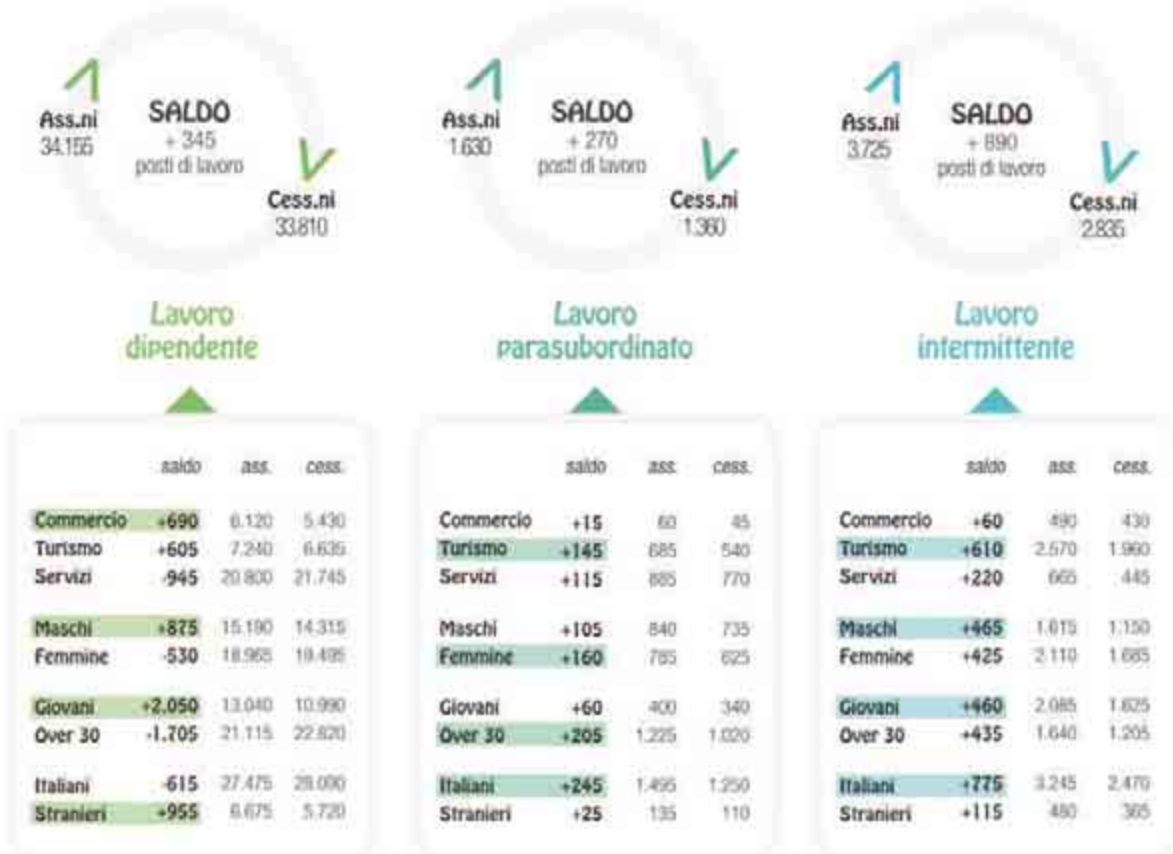 Ass.ni
34.155
SALDO
+ 345
posti di lavoro
Cess.ni
33.810
Lavoro
dipendente
saldo ass. cess.
Commercio +690 6.120 5.430
Turismo +605 7.240 6.635
Servizi -945 20.800 21.745
Maschi +875 15.190 14.315
Femmine -530 18.965 19.495
Giovani +2.050 13.040 10.990
Over 30 -1.705 21.115 22.820
Italiani -615 27.475 28.090
Stranieri +955 6.675 5.720
Ass.ni
1.630
SALDO
+ 270
posti di lavoro
Cess.ni
1.360
Lavoro
parasubordinato
saldo ass. cess.
Commercio +15 60 45
Turismo +145 685 540
Servizi +115 885 770
Maschi +105 840 735
Femmine +160 785 625
Giovani +60 400 340
Over 30 +205 1.225 1.020
Italiani +245 1.495 1.250
Stranieri +25 135 110
Ass.ni
3.725
SALDO
+ 890
posti di lavoro
Cess.ni
2.835
Lavoro
intermittente
saldo ass. cess.
Commercio +60 490 430
Turismo +610 2.570 1.960
Servizi +220 665 445
Maschi +465 1.615 1.150
Femmine +425 2.110 1.685
Giovani +460 2.085 1.625
Over 30 +435 1.640 1.205
Italiani +775 3.245 2.470
Stranieri +115 480 365